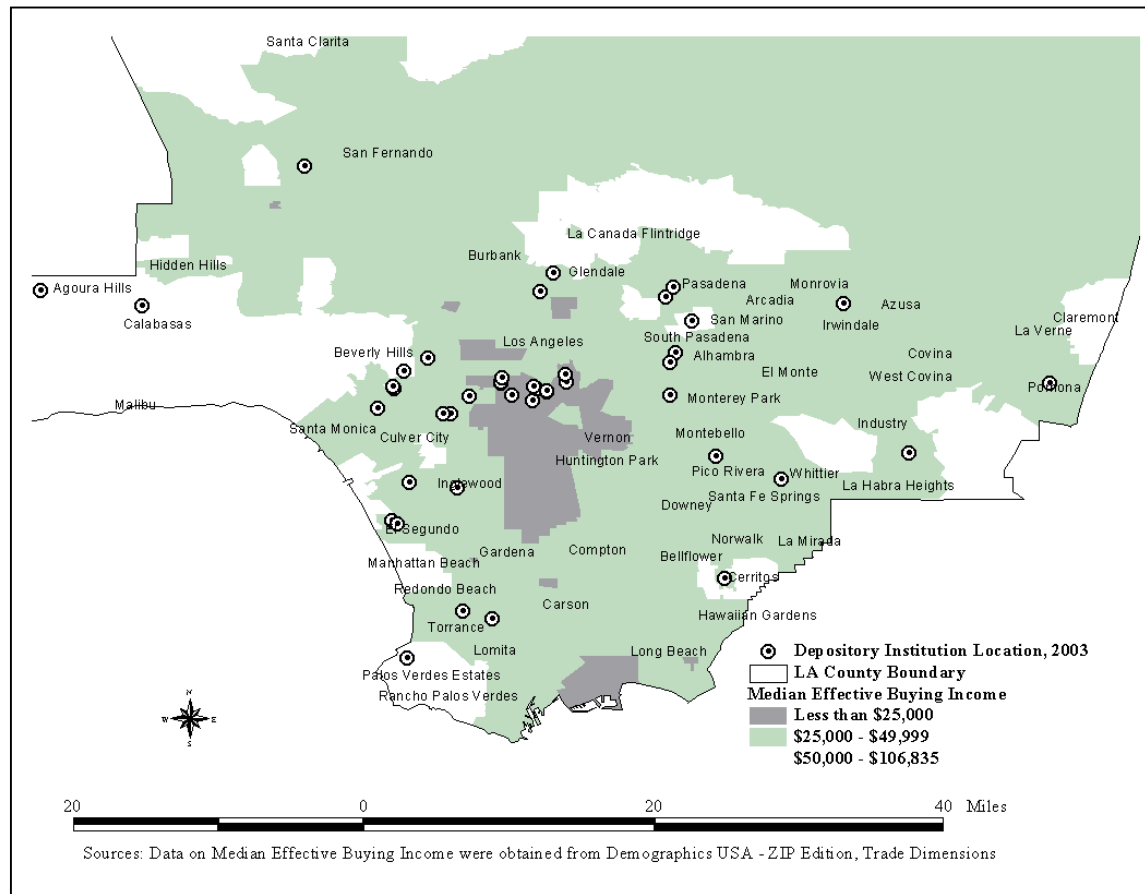 Santa Clarita
San Fernando
La Canada Flintridge
Burbank
Hidden Hills
Glendale
Agoura Hills
Pasadena
Monrovia
Arcadia
Azusa
Calabasas
San Marino
Irwindale
Claremont
La Verne
South Pasadena
Los Angeles
Beverly Hills
Alhambra
Covina
El Monte
West Covina
Pomona
Malibu
Monterey Park
Santa Monica
Industry
Culver City
Vernon
Montebello
Huntington Park
Pico Rivera
Whittier
Inglewood
La Habra Heights
Santa Fe Springs
Downey
El Segundo
Norwalk
La Mirada
Gardena
Compton
Bellflower
Manhattan Beach
Cerritos
Redondo Beach
Carson
Hawaiian Gardens
Torrance
Lomita
Long Beach
Palos Verdes Estates
Rancho Palos Verdes
Depository Institution Location, 2003
LA County Boundary
Median Effective Buying Income
Less than $25,000
$25,000 - $49,999
$50,000 - $106,835
N
W E
S
20 0 20 40 Miles
Sources: Data on Median Effective Buying Income were obtained from Demographics USA - ZIP Edition, Trade Dimensions